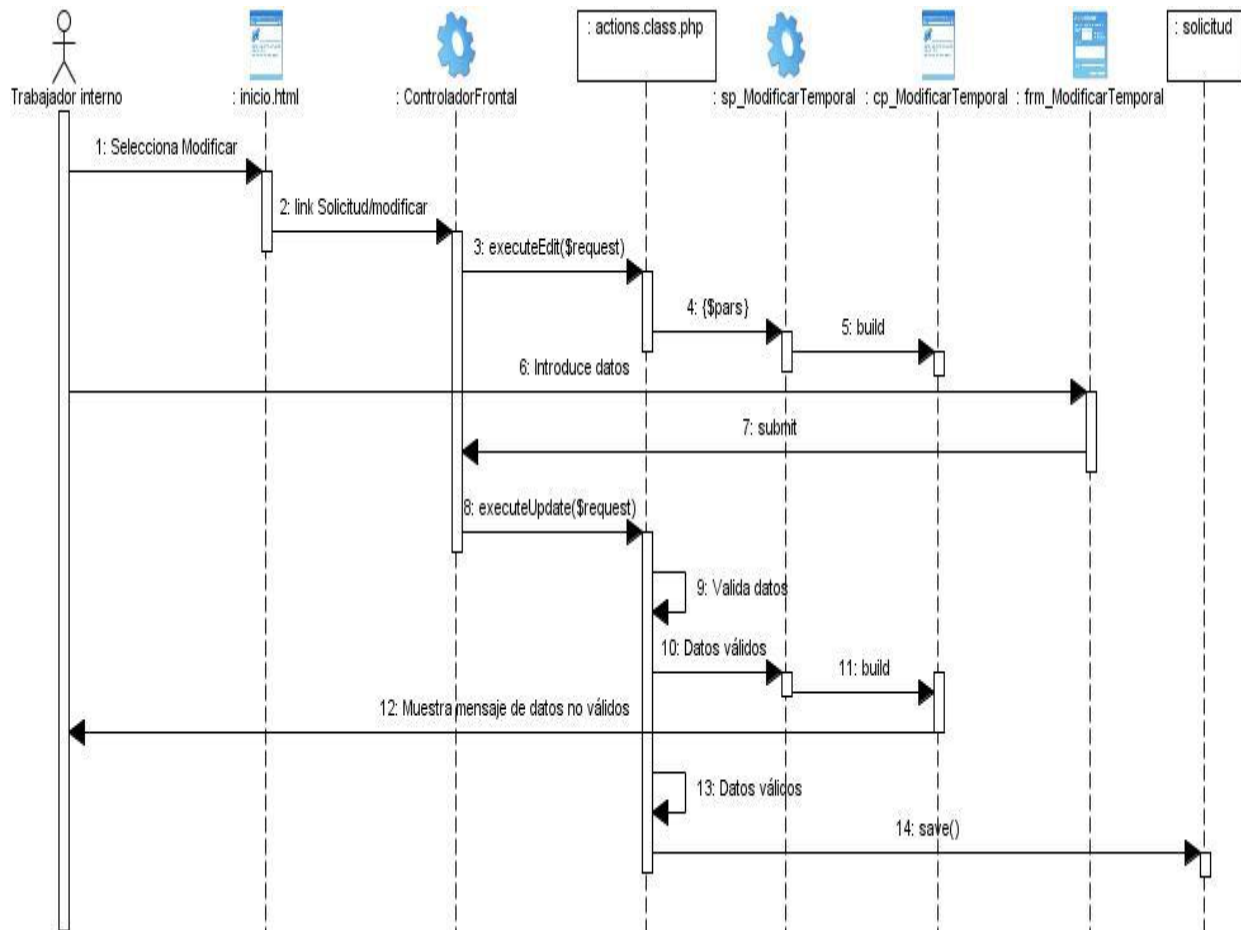 : actions.class.php
: solicitud
Trabajador interno
: inicio.html
: ControladorFrontal
: sp_ModificarTemporal
: cp_ModificarTemporal
: frm_ModificarTemporal
1: Selecciona Modificar
2: link Solicitud/modificar
3: executeEdit($request)
4: {$pars}
5: build
6: Introduce datos
7: submit
8: executeUpdate($request)
9: Valida datos
10: Datos válidos
11: build
12: Muestra mensaje de datos no válidos
13: Datos válidos
14: save()